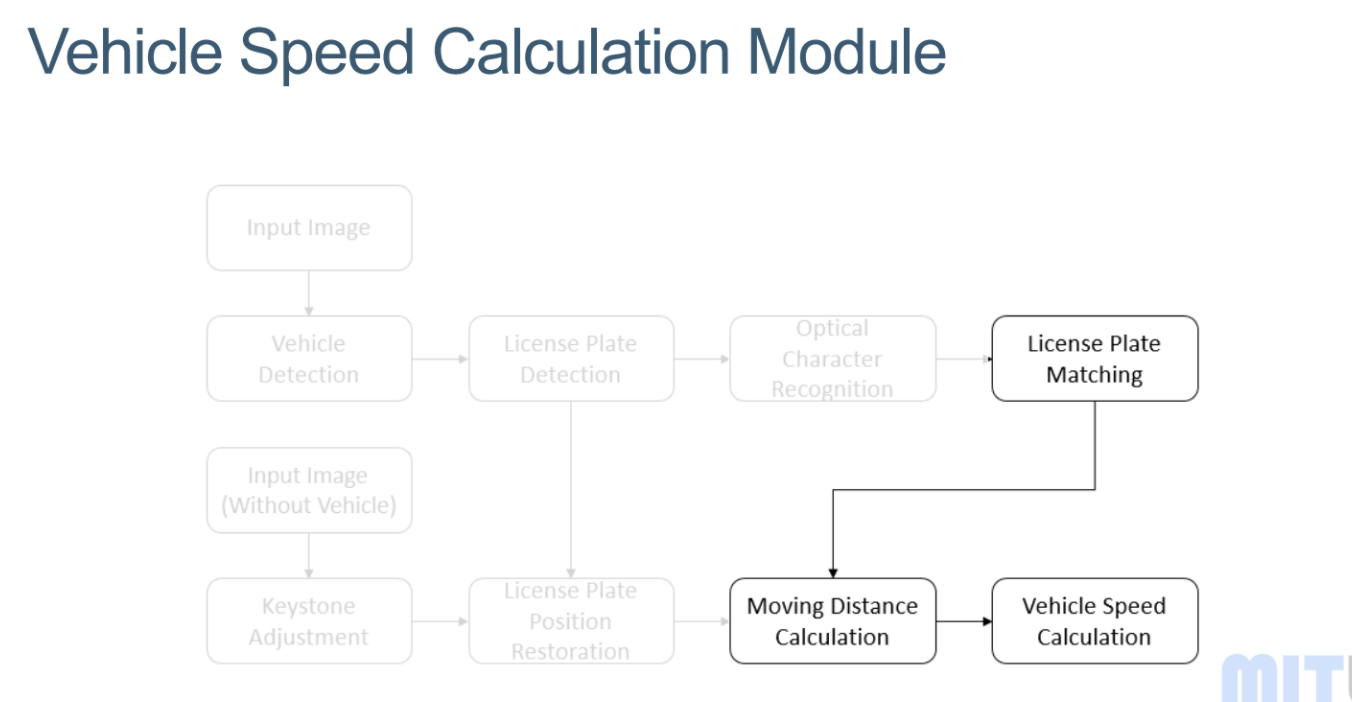 Vehicle Speed Calculation Module
Input Image
Vehicle
Detection
License Plate
Detection
Optical
Character
Recognition
License Plate
Matching
Input Image
(Without Vehicle)
Keystone
Adjustment
License Plate
Position
Restoration
Moving Distance
Calculation
Vehicle Speed
Calculation